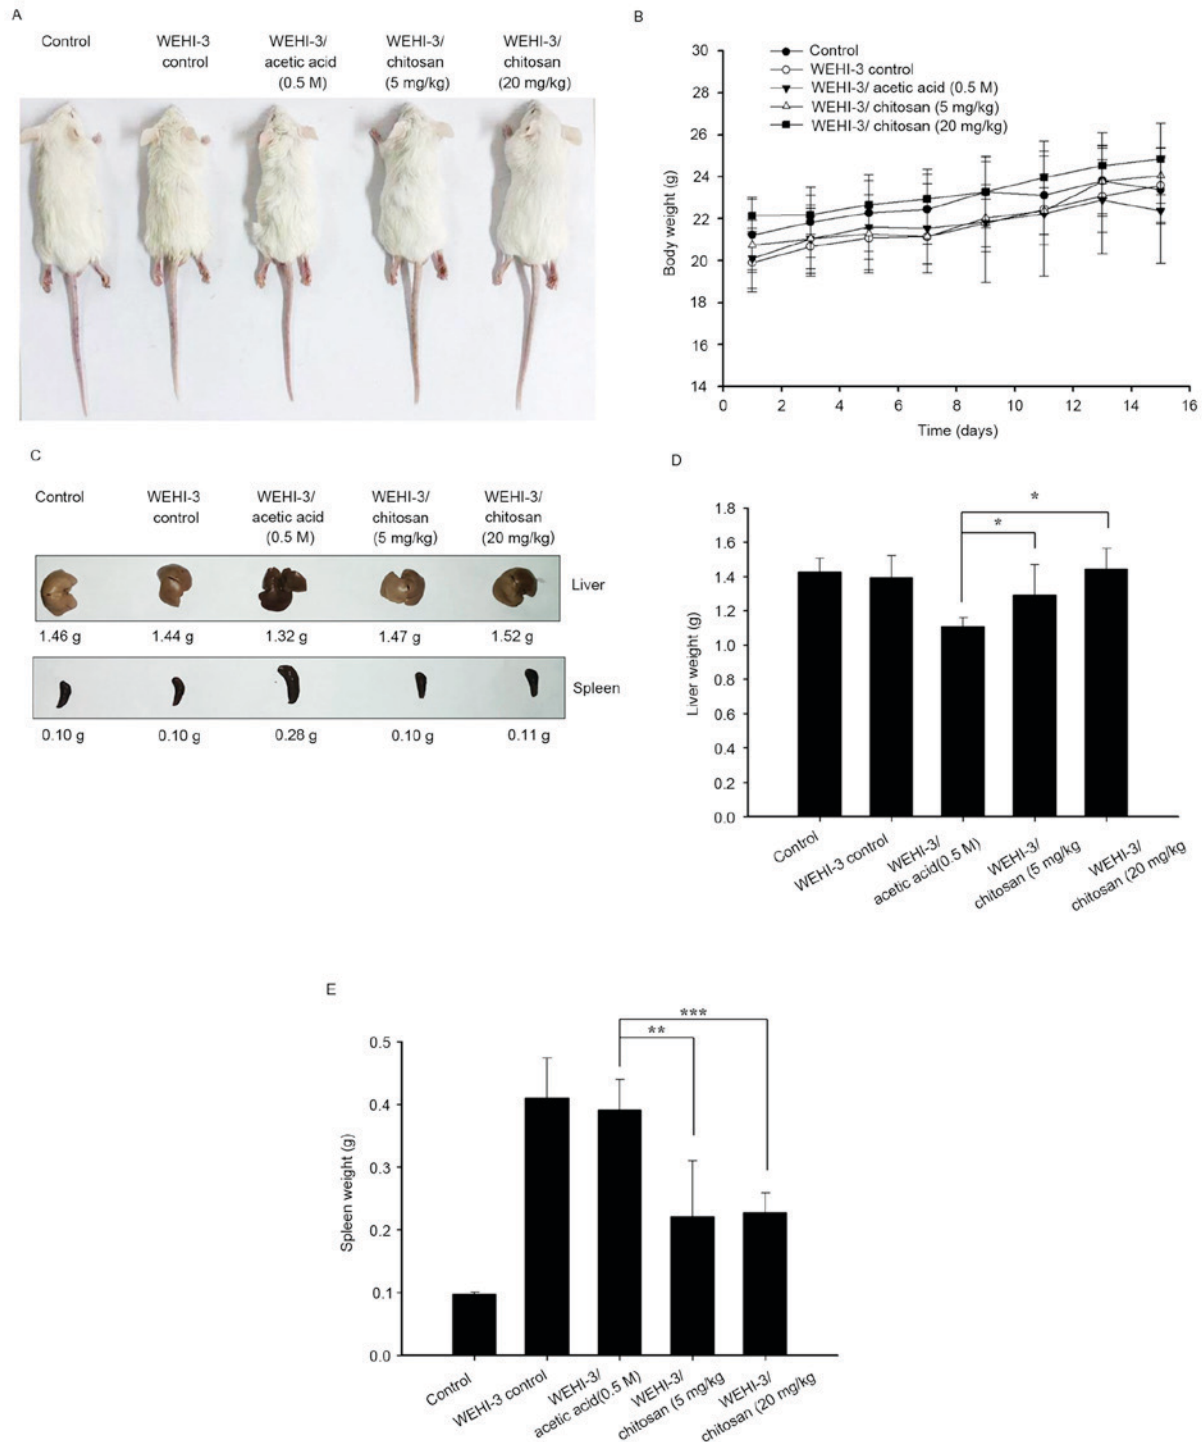 A
Control
WEHI-3
control
WEHI-3/
acetic acid
(0.5 M)
WEHI-3/
chitosan
(5 mg/kg)
WEHI-3/
chitosan
(20 mg/kg)
B
Control
WEHI-3 control
WEHI-3/ acetic acid (0.5 M)
WEHI-3/ chitosan (5 mg/kg)
WEHI-3/ chitosan (20 mg/kg)
30
28
26
24
22
20
18
16
14
Body weight (g)
0 2 4 6 8 10 12 14 16
Time (days)
C
Control
WEHI-3
control
WEHI-3/
acetic acid
(0.5 M)
WEHI-3/
chitosan
(5 mg/kg)
WEHI-3/
chitosan
(20 mg/kg)
Liver
1.46 g 1.44 g 1.32 g 1.47 g 1.52 g
Spleen
0.10 g 0.10 g 0.28 g 0.10 g 0.11 g
D
*
*
1.8
1.6
1.4
1.2
1.0
0.8
0.6
0.4
0.2
0.0
Liver weight (g)
Control
WEHI-3 control
WEHI-3/
acetic acid(0.5 M)
WEHI-3/
chitosan (5 mg/kg
WEHI-3/
chitosan (20 mg/kg
E
***
**
0.5
0.4
0.3
0.2
0.1
0.0
Spleen weight (g)
Control
WEHI-3 control
WEHI-3/
acetic acid(0.5 M)
WEHI-3/
chitosan (5 mg/kg
WEHI-3/
chitosan (20 mg/kg